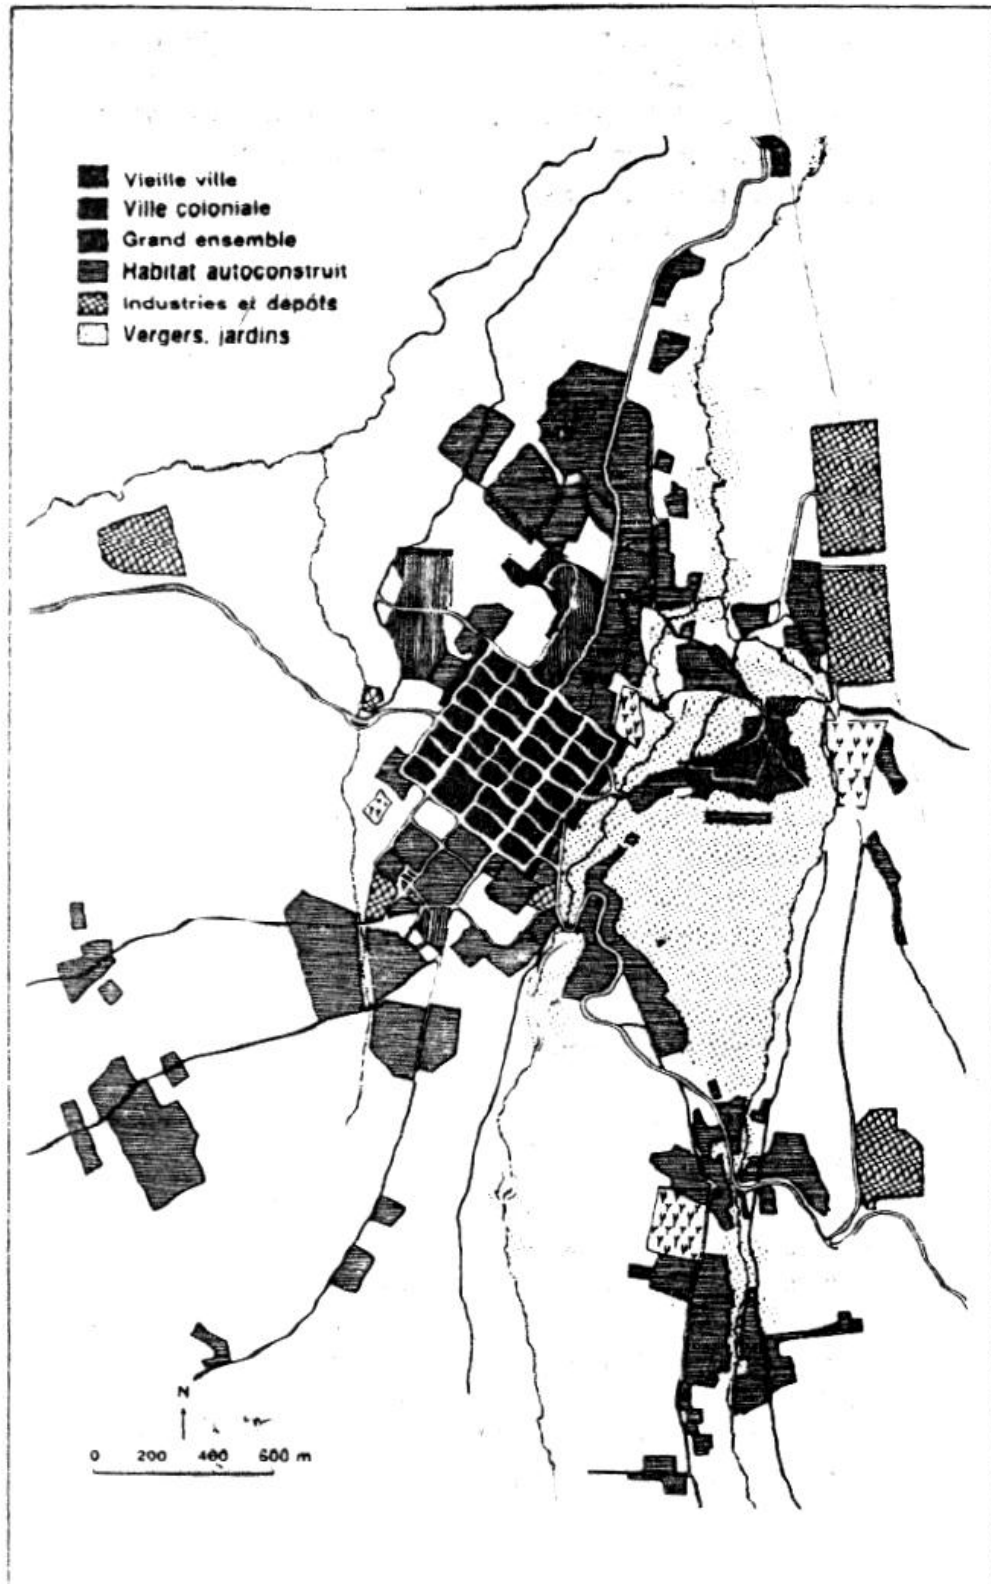 Vieille ville
Ville coloniale
Grand ensemble
Habitat autoconstruit
Industries et dépôts
Vergers, jardins
N
0 200 400 600 m